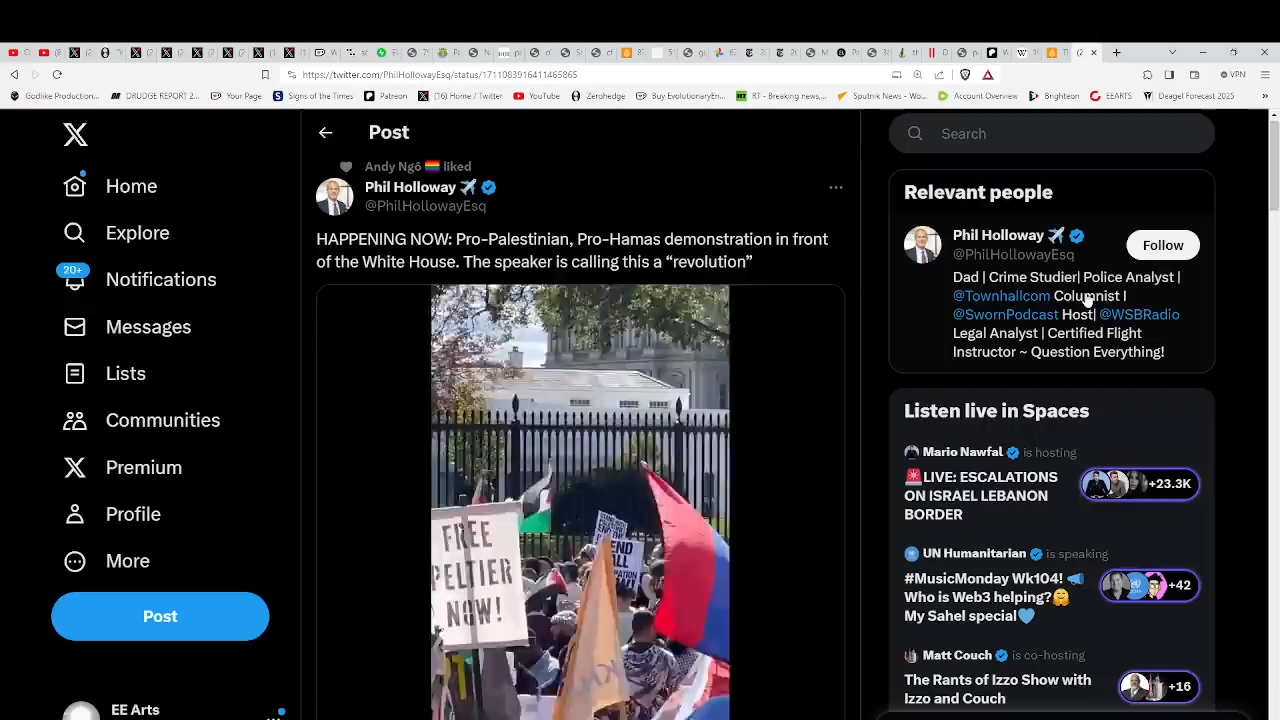 https://twitter.com/PhilHollowayEsq/status/1711083916411465865
VPN
Godlike Production...
DRUDGE REPORT 2...
Your Page
Signs of the Times
Patreon
(16) Home / Twitter
YouTube
Zerohedge
Buy EvolutionaryEn...
RT - Breaking news,...
Sputnik News - Wo...
Account Overview
Brighteon
EEARTS
Deagel Forecast 2025
Home
Explore
20+
Notifications
Messages
Lists
Communities
Premium
Profile
More
Post
EE Arts
Post
Andy Ngô 🏳️‍🌈 liked
Phil Holloway ✈️
@PhilHollowayEsq
HAPPENING NOW: Pro-Palestinian, Pro-Hamas demonstration in front
of the White House. The speaker is calling this a “revolution”
FREE
PELTIER
NOW!
Search
Relevant people
Phil Holloway ✈️
@PhilHollowayEsq
Follow
Dad | Crime Studier| Police Analyst |
@Townhallcom Columnist I
@SwornPodcast Host| @WSBRadio
Legal Analyst | Certified Flight
Instructor ~ Question Everything!
Listen live in Spaces
Mario Nawfal is hosting
🚨LIVE: ESCALATIONS
ON ISRAEL LEBANON
BORDER
+23.3K
UN Humanitarian is speaking
#MusicMonday Wk104! 📣
Who is Web3 helping?🤗
My Sahel special💙
+42
Matt Couch is co-hosting
The Rants of Izzo Show with
Izzo and Couch
+16